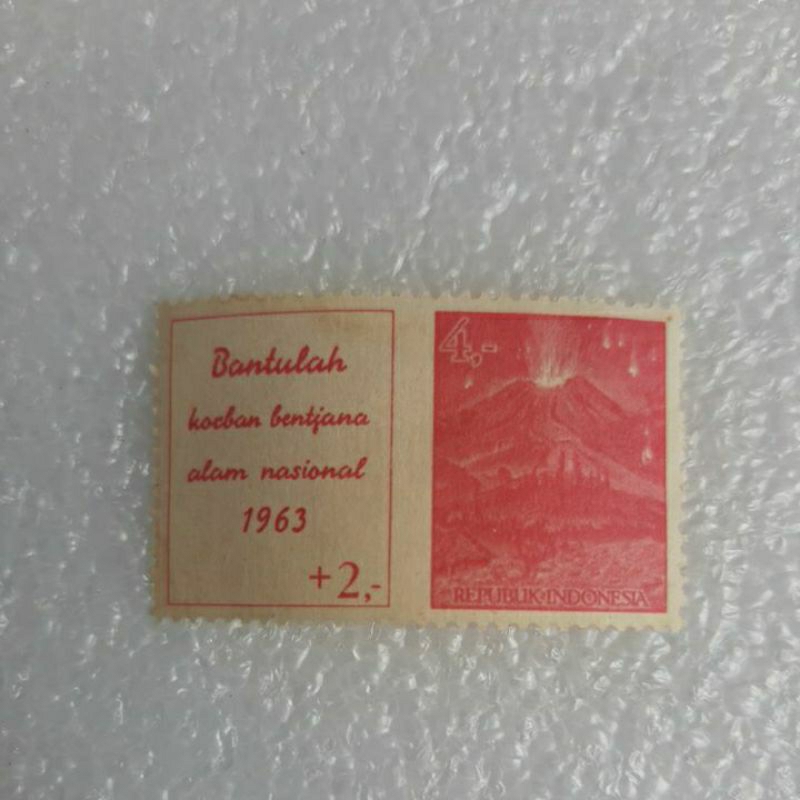 Bantulah
korban bentjana
alam nasional
1963
+2,-
4,-
REPUBLIK·INDONESIA